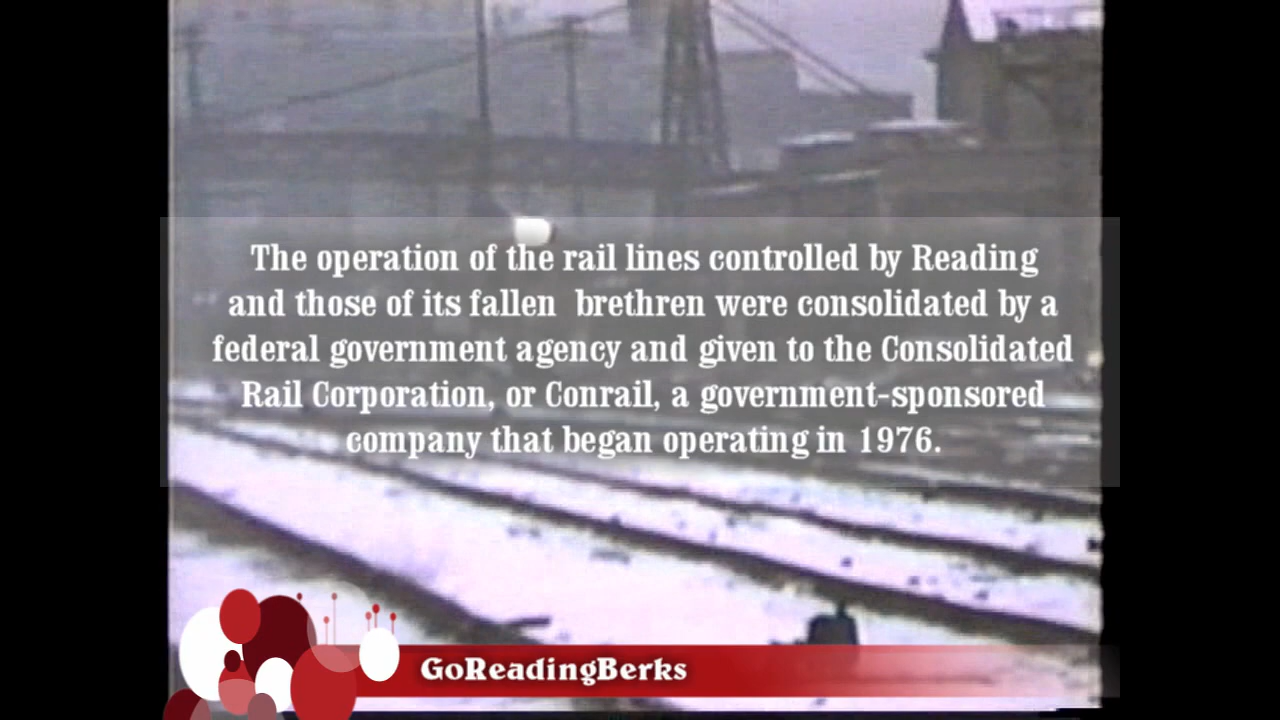 The operation of the rail lines controlled by Reading
and those of its fallen  brethren were consolidated by a
federal government agency and given to the Consolidated
Rail Corporation, or Conrail, a government-sponsored
company that began operating in 1976.
GoReadingBerks